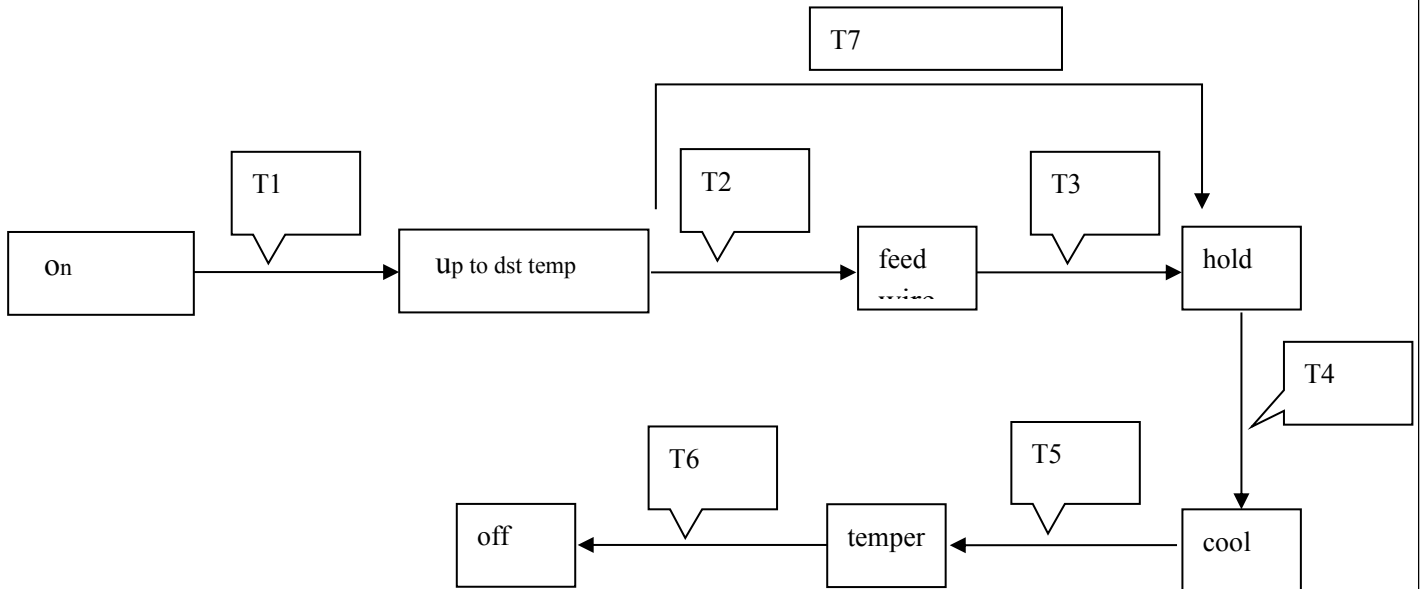 T7
T1
T2
T3
on
up to dst temp
feed
hold
T4
T6
T5
off
temper
cool